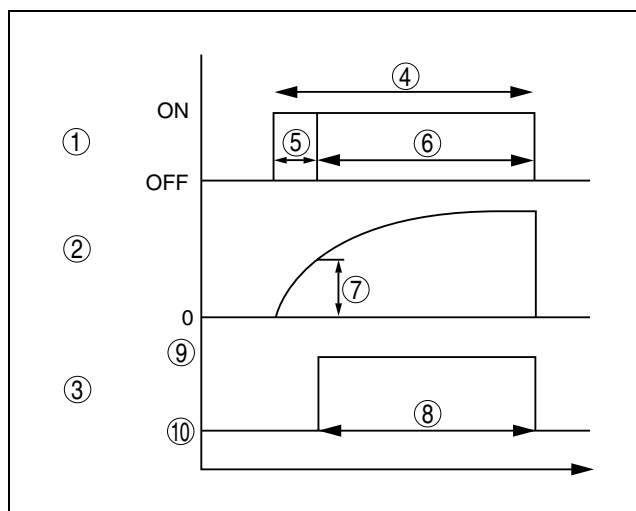 ④
ON
① ⑤ ⑥
OFF
②
⑦
0
⑨
③
⑧
⑩